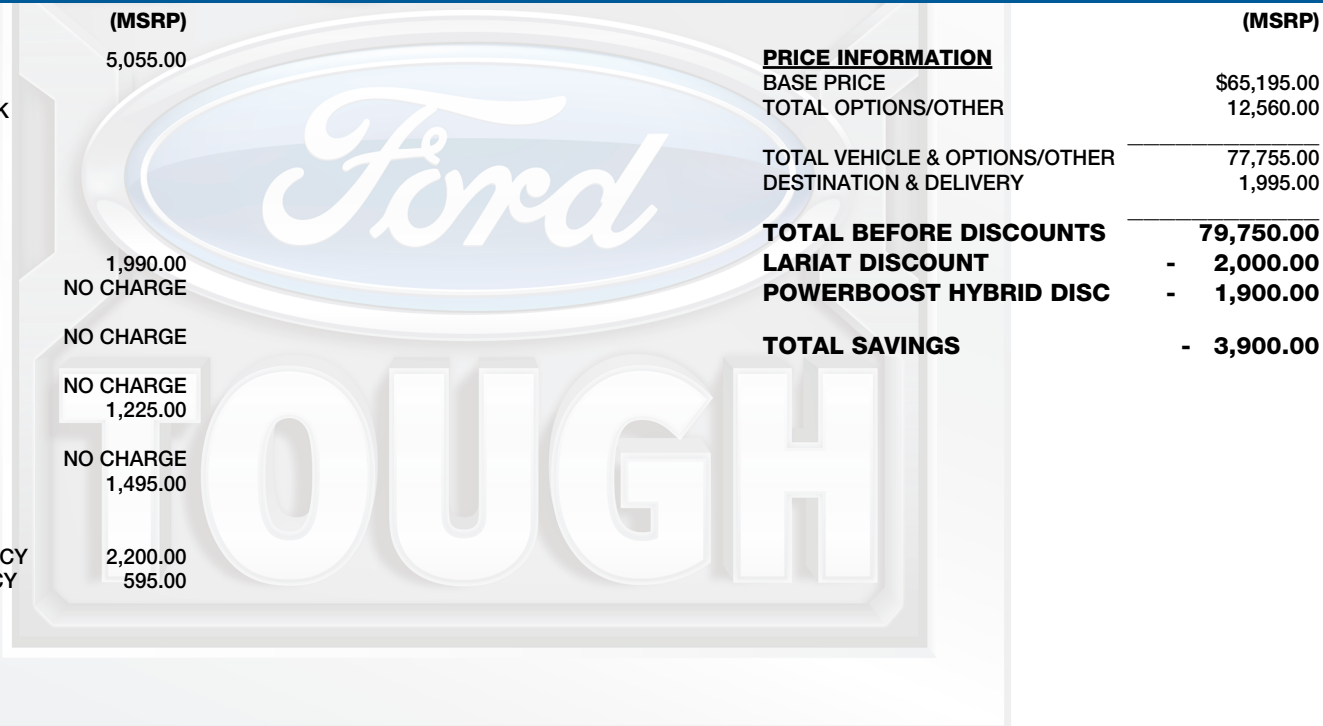 (MSRP)
5,055.00
K
1,990.00
NO CHARGE
NO CHARGE
NO CHARGE
1,225.00
NO CHARGE
1,495.00
CY 2,200.00
CY 595.00
Ford
TOUGH
(MSRP)
PRICE INFORMATION
BASE PRICE $65,195.00
TOTAL OPTIONS/OTHER 12,560.00
TOTAL VEHICLE & OPTIONS/OTHER 77,755.00
DESTINATION & DELIVERY 1,995.00
TOTAL BEFORE DISCOUNTS 79,750.00
LARIAT DISCOUNT - 2,000.00
POWERBOOST HYBRID DISC - 1,900.00
TOTAL SAVINGS - 3,900.00